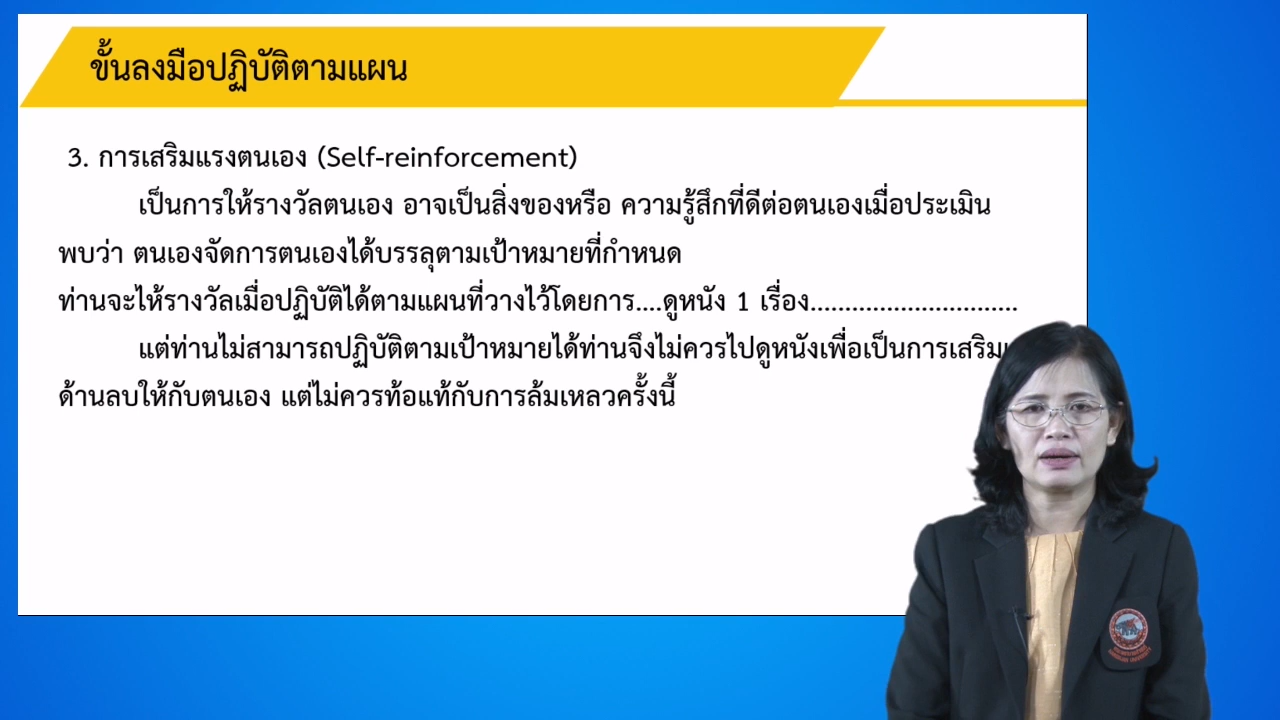 ขั้นลงมือปฏิบัติตามแผน
3. การเสริมแรงตนเอง (Self-reinforcement)
เป็นการให้รางวัลตนเอง อาจเป็นสิ่งของหรือ ความรู้สึกที่ดีต่อตนเองเมื่อประเมิน
พบว่า ตนเองจัดการตนเองได้บรรลุตามเป้าหมายที่กำหนด
ท่านจะไห้รางวัลเมื่อปฏิบัติได้ตามแผนที่วางไว้โดยการ....ดูหนัง 1 เรื่อง..............................
แต่ท่านไม่สามารถปฏิบัติตามเป้าหมายได้ท่านจึงไม่ควรไปดูหนังเพื่อเป็นการเสริม
ด้านลบให้กับตนเอง แต่ไม่ควรท้อแท้กับการล้มเหลวครั้งนี้